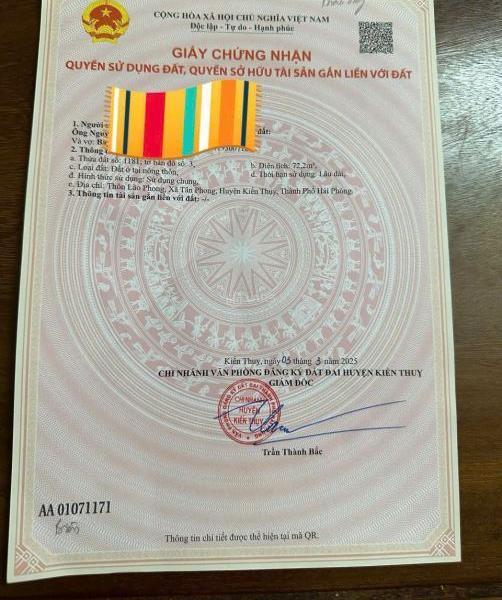 CỘNG HÒA XÃ HỘI CHỦ NGHĨA VIỆT NAM
Độc lập - Tự do - Hạnh phúc
GIẤY CHỨNG NHẬN
QUYỀN SỬ DỤNG ĐẤT, QUYỀN SỞ HỮU TÀI SẢN GẮN LIỀN VỚI ĐẤT
1. Người đất:
Ông
Và vợ:
2. Thông
a. Thửa đất số: 1181; tờ bản đồ số: 3, b. Diện tích: 72,2m².
c. Loại đất: Đất ở tại nông thôn, d. Thời hạn sử dụng: Lâu dài,
đ. Hình thức sử dụng: Sử dụng chung,
e. Địa chỉ: Thôn Lão Phong, Xã Tân Phong, Huyện Kiến Thụy, Thành Phố Hải Phòng.
3. Thông tin tài sản gắn liền với đất: -/-
Kiến Thụy, ngày 03 tháng 3 năm 2025
CHI NHÁNH VĂN PHÒNG ĐĂNG KÝ ĐẤT ĐAI HUYỆN KIẾN THỤY
GIÁM ĐỐC
CHI NHÁNH
HUYỆN
KIẾN THỤY
Trần Thành Bắc
AA 01071171
Thông tin chi tiết được thể hiện tại mã QR.